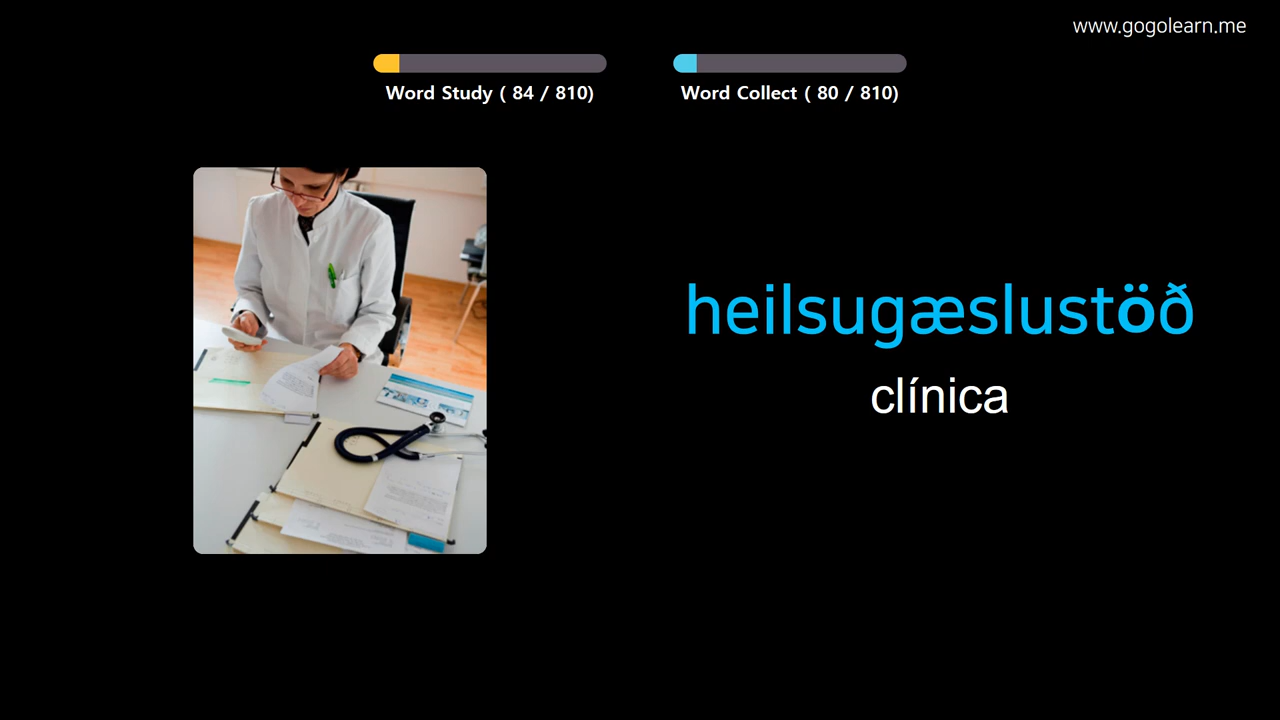 www.gogolearn.me
Word Study ( 84 / 810)
Word Collect ( 80 / 810)
heilsugæslustöð
clínica